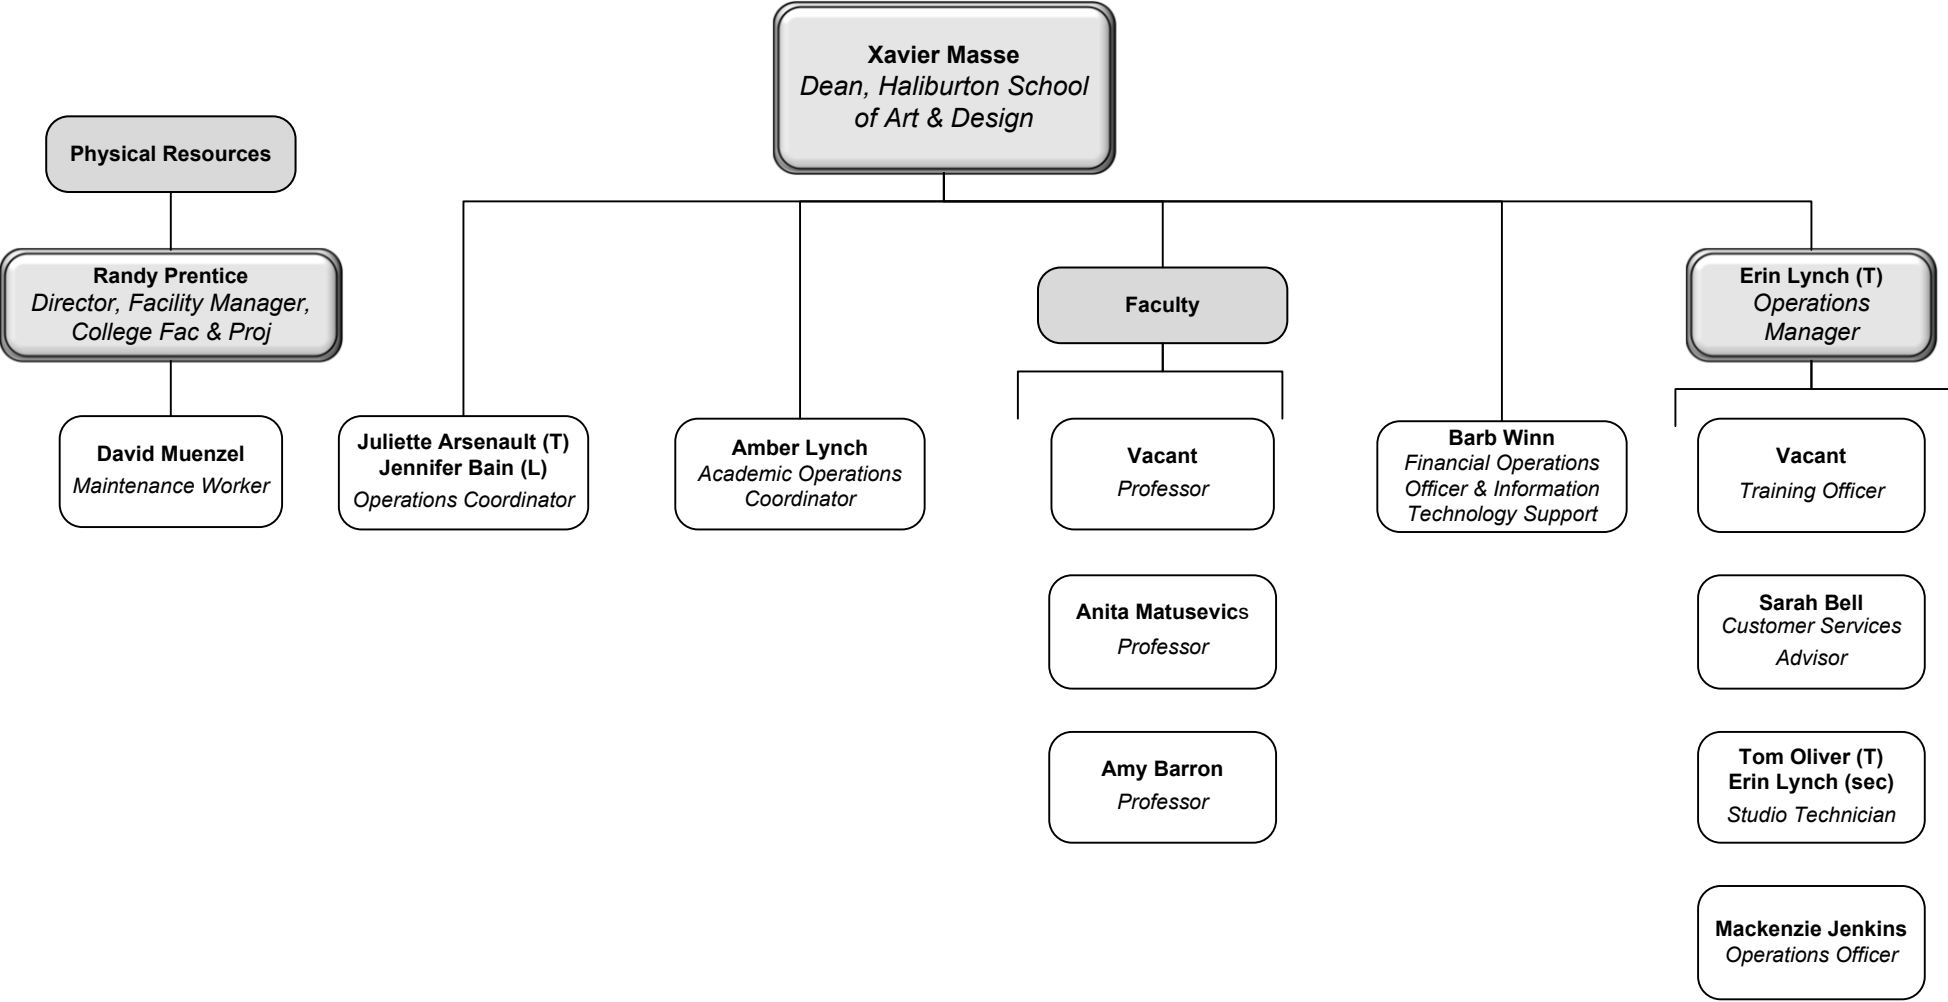 Xavier Masse
Dean, Haliburton School
of Art & Design
Physical Resources
Randy Prentice
Director, Facility Manager,
College Fac & Proj
David Muenzel
Maintenance Worker
Juliette Arsenault (T)
Jennifer Bain (L)
Operations Coordinator
Amber Lynch
Academic Operations
Coordinator
Faculty
Vacant
Professor
Anita Matusevics
Professor
Amy Barron
Professor
Barb Winn
Financial Operations
Officer & Information
Technology Support
Erin Lynch (T)
Operations
Manager
Vacant
Training Officer
Sarah Bell
Customer Services
Advisor
Tom Oliver (T)
Erin Lynch (sec)
Studio Technician
Mackenzie Jenkins
Operations Officer